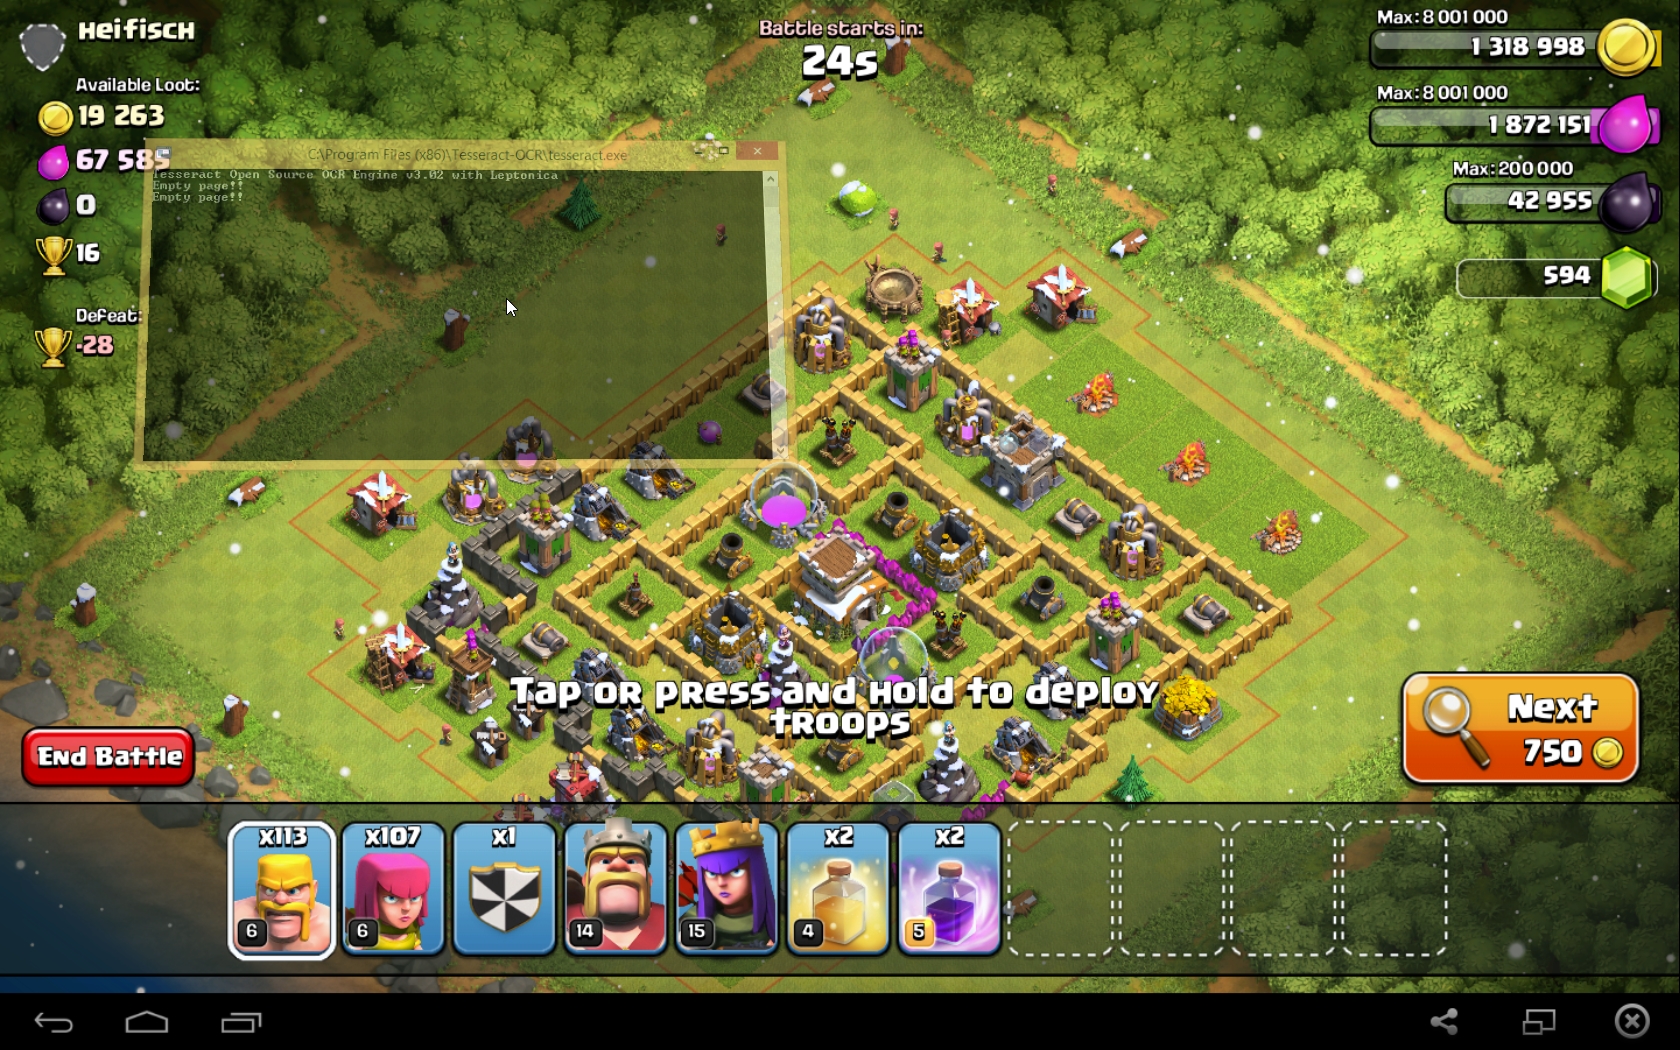 Heifisch
Available Loot:
19 263
67 585
0
16
Defeat:
-28
Battle starts in:
24s
Max: 8 001 000
1 318 998
Max: 8 001 000
1 872 151
Max: 200 000
42 955
594
C:\Program Files (x86)\Tesseract-OCR\tesseract.exe
Tesseract Open Source OCR Engine v3.02 with Leptonica
Empty page!!
Empty page!!
Tap or press and hold to deploy
troops
End Battle
Next
750
x113
x107
x1
x2
x2
6
6
14
15
4
5